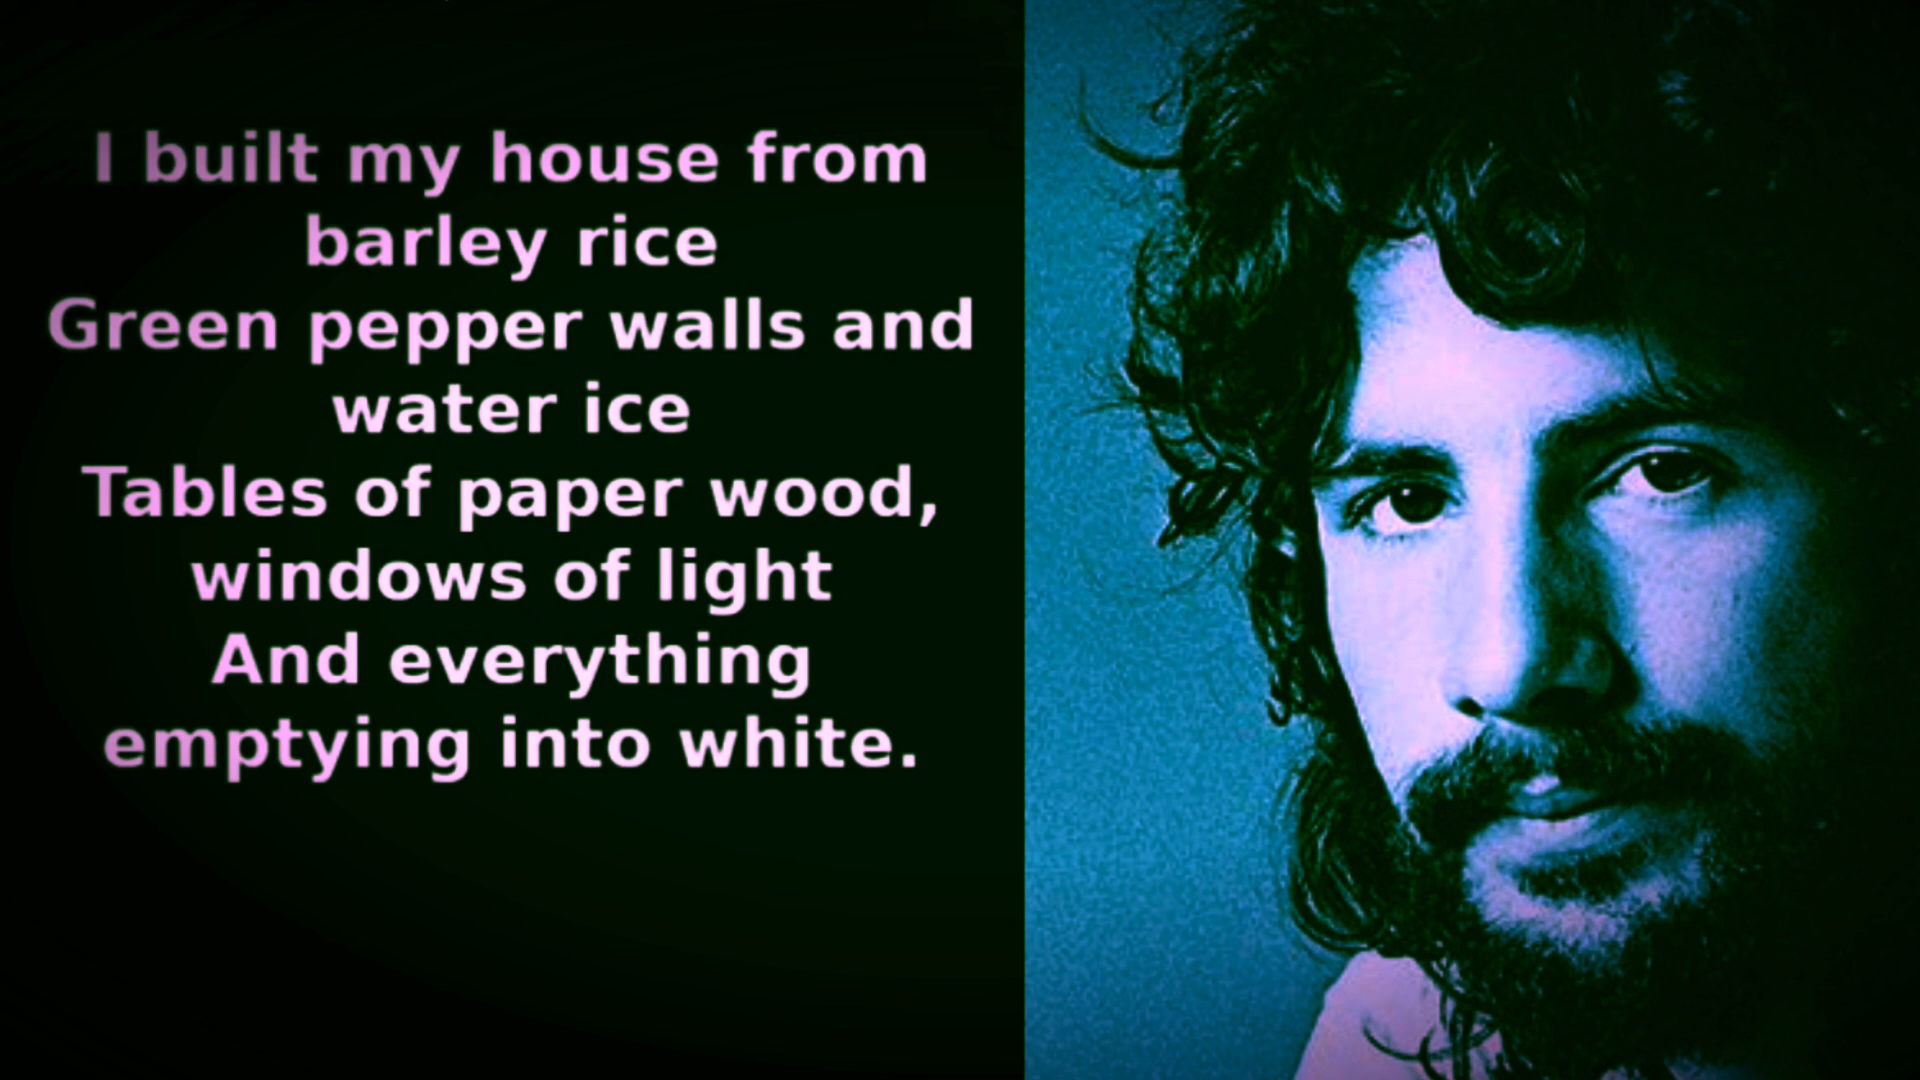 I built my house from
barley rice
Green pepper walls and
water ice
Tables of paper wood,
windows of light
And everything
emptying into white.